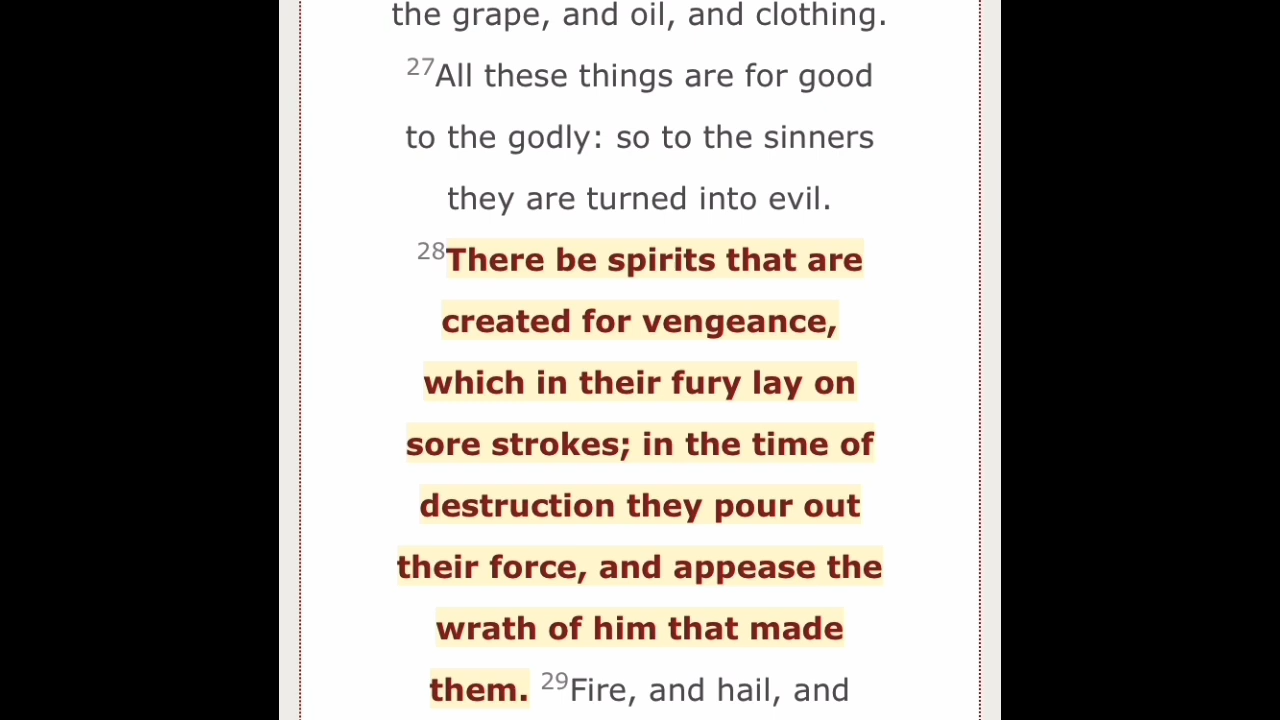 the grape, and oil, and clothing.
27All these things are for good
to the godly: so to the sinners
they are turned into evil.
28There be spirits that are
created for vengeance,
which in their fury lay on
sore strokes; in the time of
destruction they pour out
their force, and appease the
wrath of him that made
them. 29Fire, and hail, and